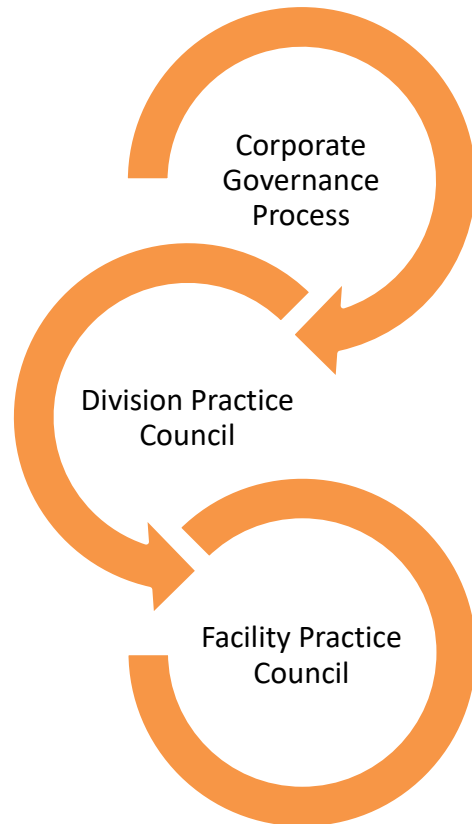 Corporate
Governance
Process
Division Practice
Council
Facility Practice
Council